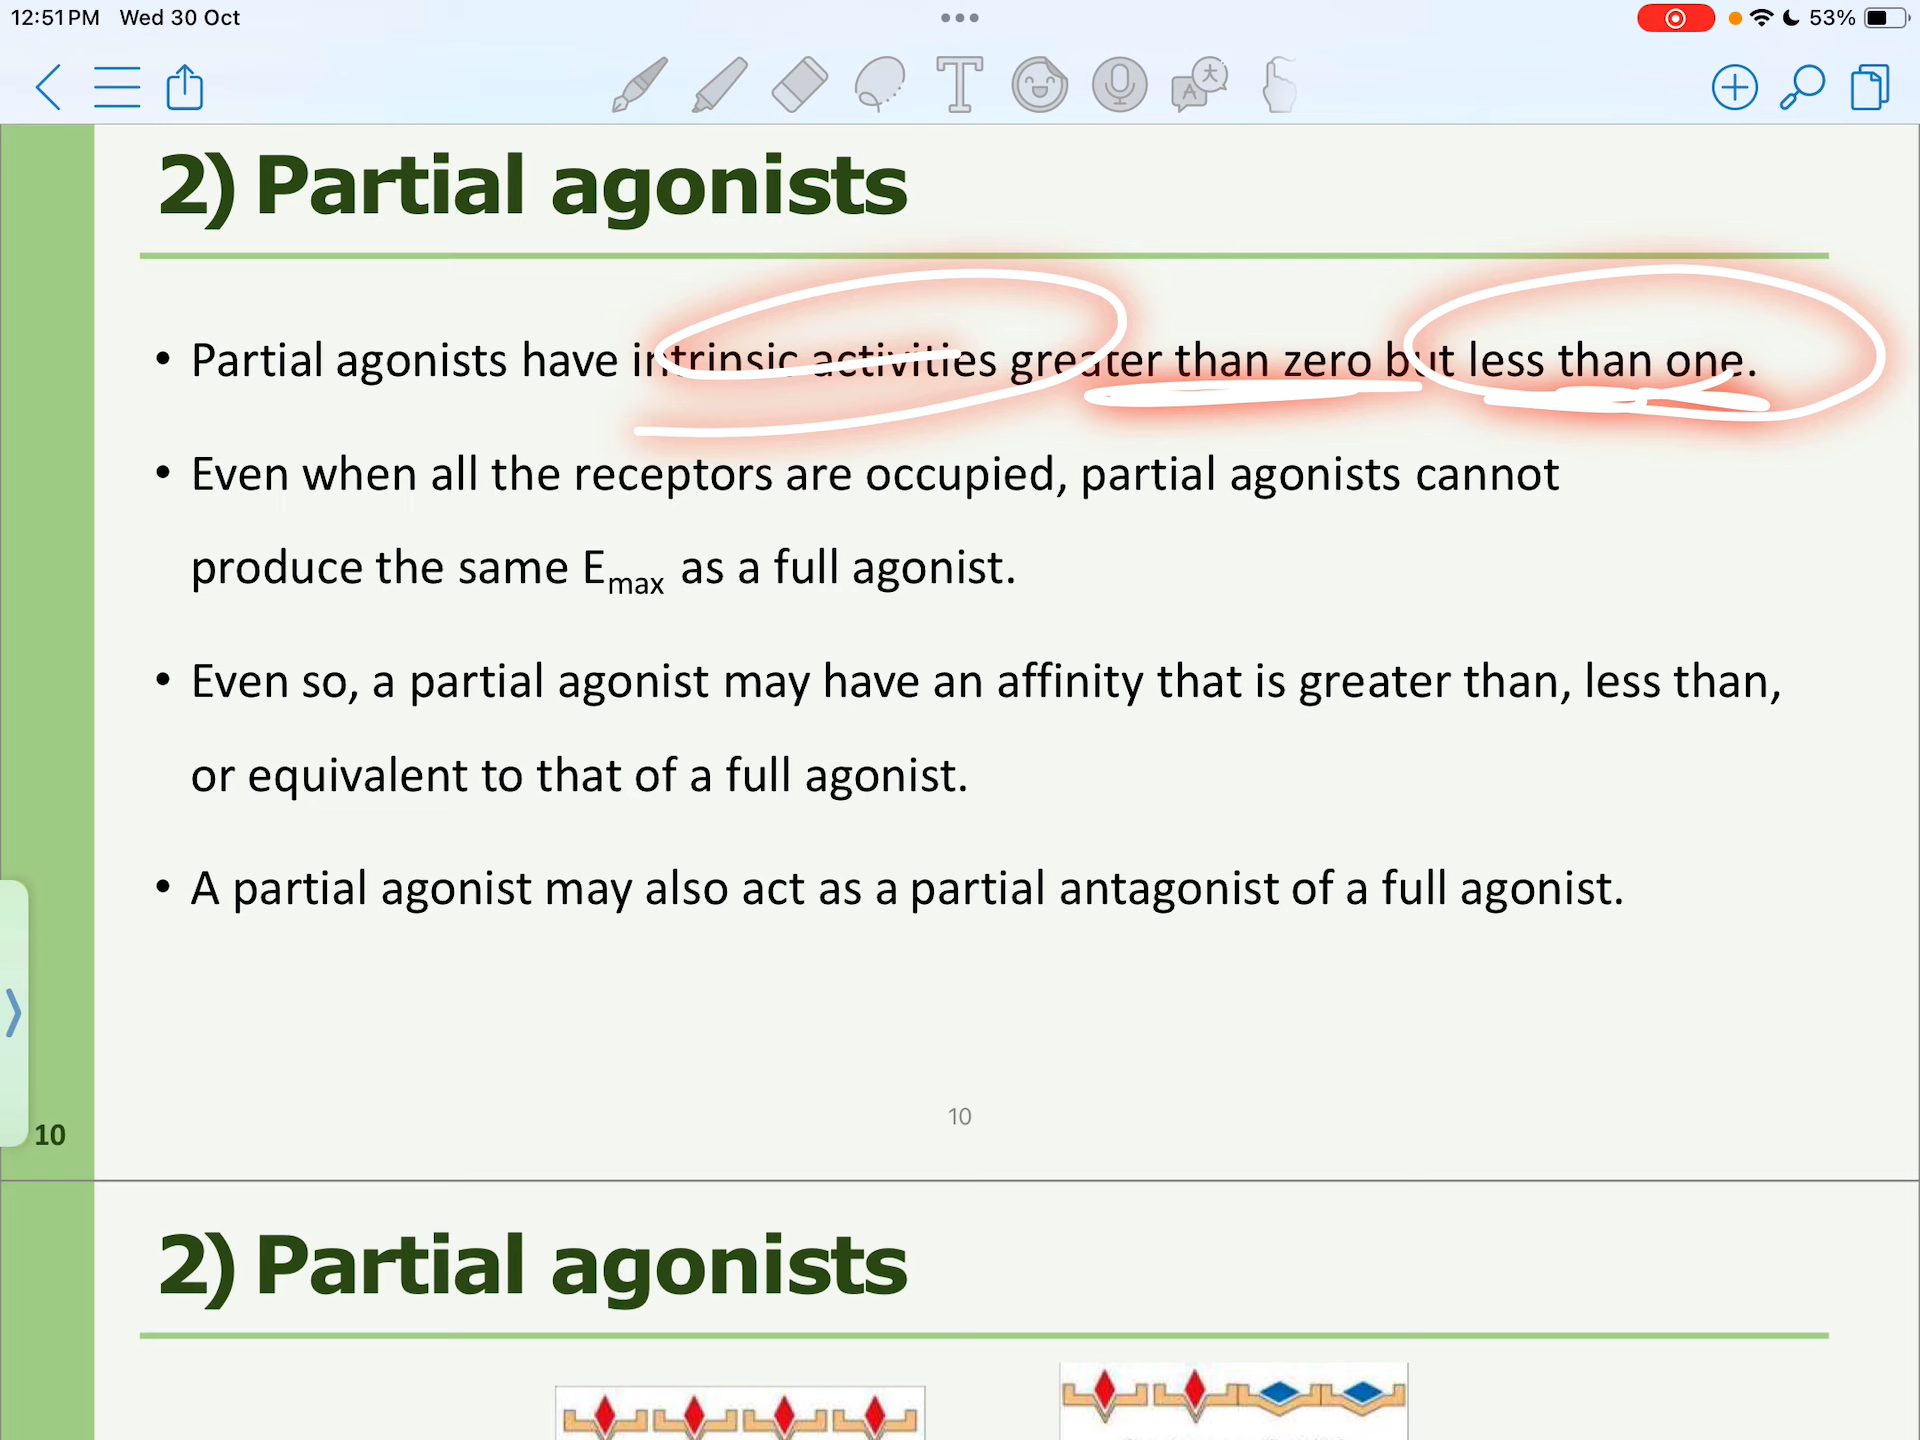 12:51 PM Wed 30 Oct
53%
2) Partial agonists
• Partial agonists have intrinsic activities greater than zero but less than one.
• Even when all the receptors are occupied, partial agonists cannot
produce the same Emax as a full agonist.
• Even so, a partial agonist may have an affinity that is greater than, less than,
or equivalent to that of a full agonist.
• A partial agonist may also act as a partial antagonist of a full agonist.
10
10
2) Partial agonists